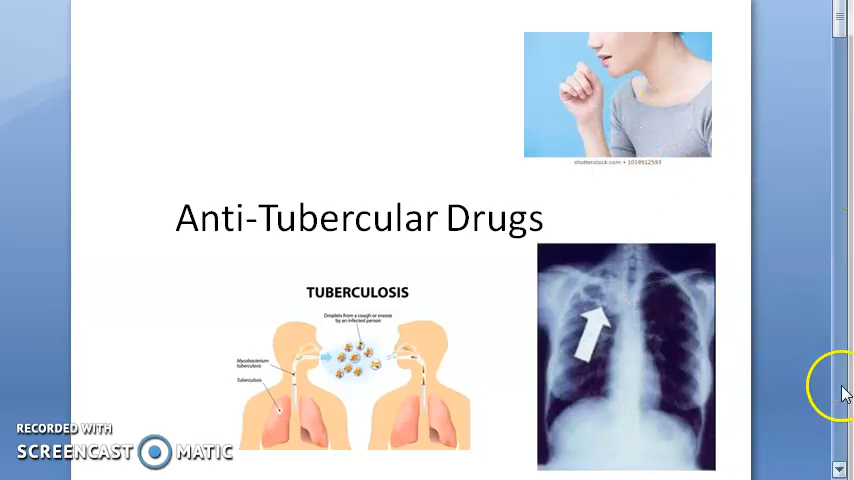 shutterstock.com • 1019912593
Anti-Tubercular Drugs
TUBERCULOSIS
Droplets from a cough or sneeze
by an infected person
Mycobacterium
tuberculosis
Tuberculosis
RECORDED WITH
SCREENCAST MATIC